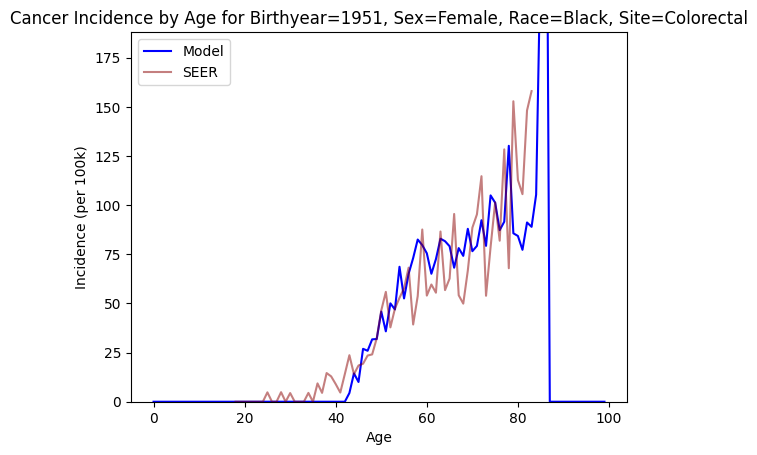 Cancer Incidence by Age for Birthyear=1951, Sex=Female, Race=Black, Site=Colorectal
Model
SEER
175
150
125
100
75
50
25
0
Incidence (per 100k)
0 20 40 60 80 100
Age